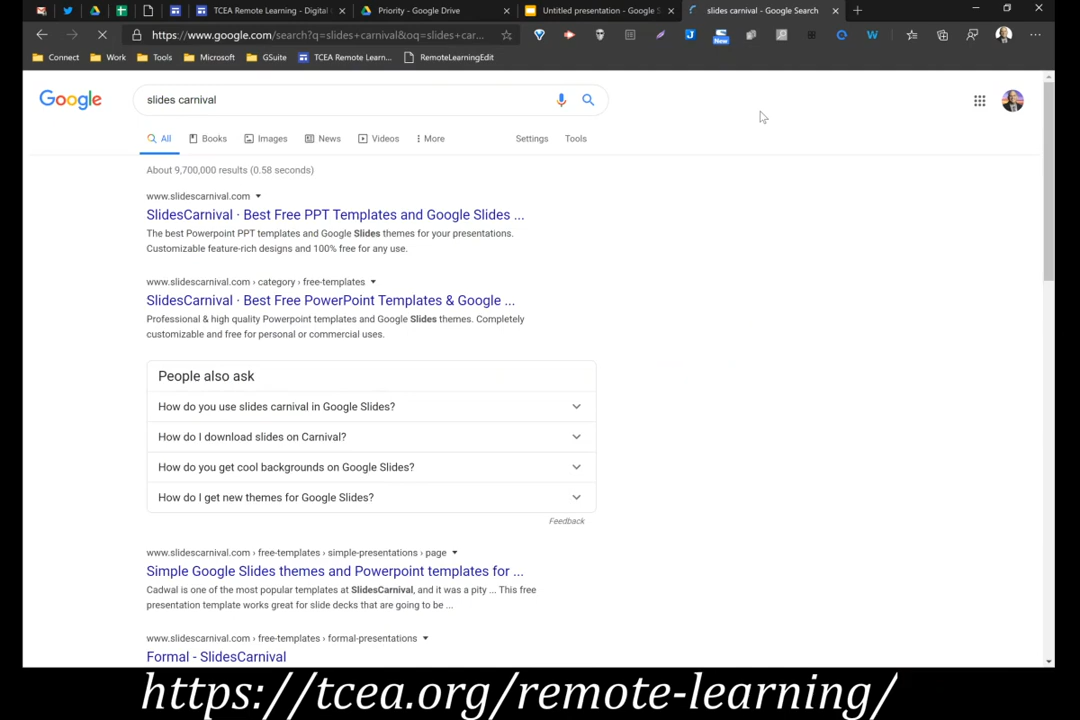 TCEA Remote Learning - Digital
Priority - Google Drive
Untitled presentation - Google S
slides carnival - Google Search
https://www.google.com/search?q=slides+carnival&oq=slides+car...
New
Connect
Work
Tools
Microsoft
GSuite
TCEA Remote Learn...
RemoteLearningEdit
Google
slides carnival
All
Books
Images
News
Videos
More
Settings
Tools
About 9,700,000 results (0.58 seconds)
www.slidescarnival.com
SlidesCarnival · Best Free PPT Templates and Google Slides ...
The best Powerpoint PPT templates and Google Slides themes for your presentations.
Customizable feature-rich designs and 100% free for any use.
www.slidescarnival.com › category › free-templates
SlidesCarnival · Best Free PowerPoint Templates & Google ...
Professional & high quality Powerpoint templates and Google Slides themes. Completely
customizable and free for personal or commercial uses.
People also ask
How do you use slides carnival in Google Slides?
How do I download slides on Carnival?
How do you get cool backgrounds on Google Slides?
How do I get new themes for Google Slides?
Feedback
www.slidescarnival.com › free-templates › simple-presentations › page
Simple Google Slides themes and Powerpoint templates for ...
Cadwal is one of the most popular templates at SlidesCarnival, and it was a pity ... This free
presentation template works great for slide decks that are going to be ...
www.slidescarnival.com › free-templates › formal-presentations
Formal - SlidesCarnival
https://tcea.org/remote-learning/